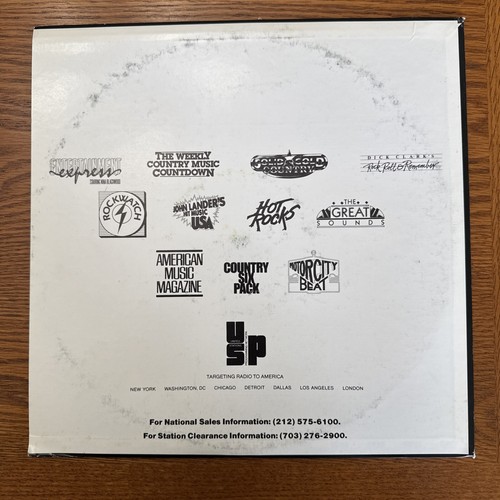 ENTERTAINMENT
express
THE WEEKLY
COUNTRY MUSIC
COUNTDOWN
SOLID GOLD
COUNTRY
DICK CLARK'S
Rock, Roll & Remember
ROCKWATCH
JOHN LANDER'S
HIT MUSIC
USA
HOT
ROCKS
THE
GREAT
SOUNDS
AMERICAN
MUSIC
MAGAZINE
COUNTRY
SIX
PACK
MOTOR CITY
BEAT
TARGETING RADIO TO AMERICA
NEW YORK WASHINGTON, DC CHICAGO DETROIT DALLAS LOS ANGELES LONDON
For National Sales Information: (212) 575-6100.
For Station Clearance Information: (703) 276-2900.